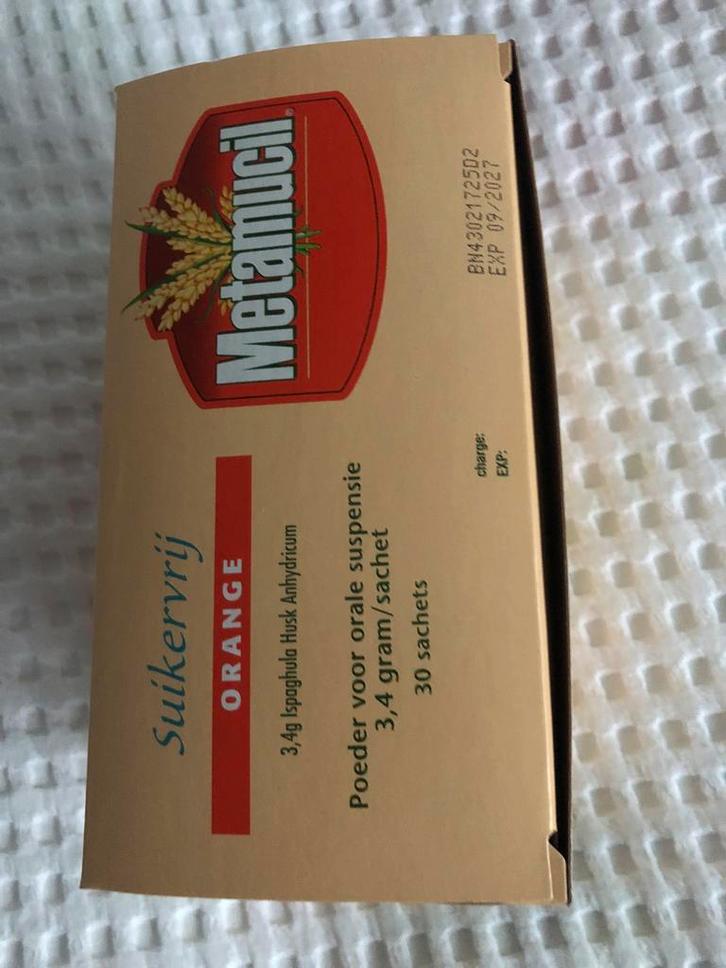 Metamucil®
Suikervrij
ORANGE
3,4g Ispaghula Husk Anhydricum
Poeder voor orale suspensie
3,4 gram/sachet
30 sachets
charge:
EXP:
BN43021725D2
EXP 09/2027